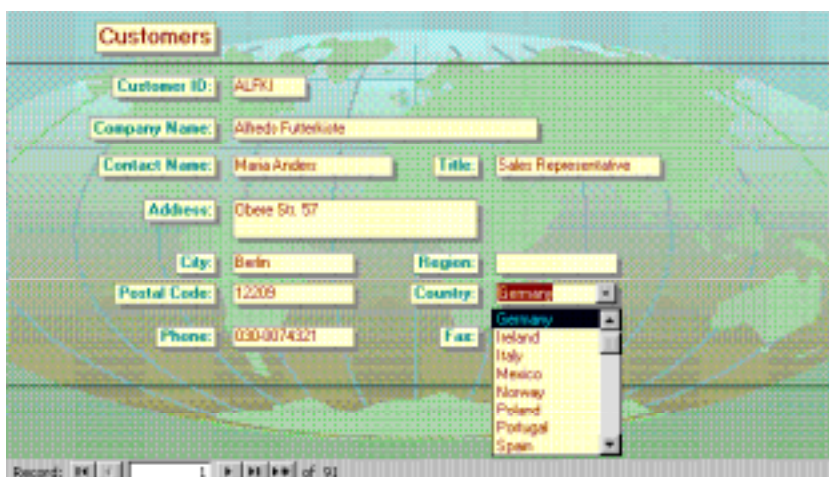 Customers
Customer ID: ALFKI
Company Name: Alfreds Futterkiste
Contact Name: Maria Anders Title: Sales Representative
Address: Obere Str. 57
City: Berlin Region:
Postal Code: 12209 Country: Germany
Germany
Phone: 030-0074321 Fax: Ireland
Italy
Mexico
Norway
Poland
Portugal
Spain
Record: 1 of 91